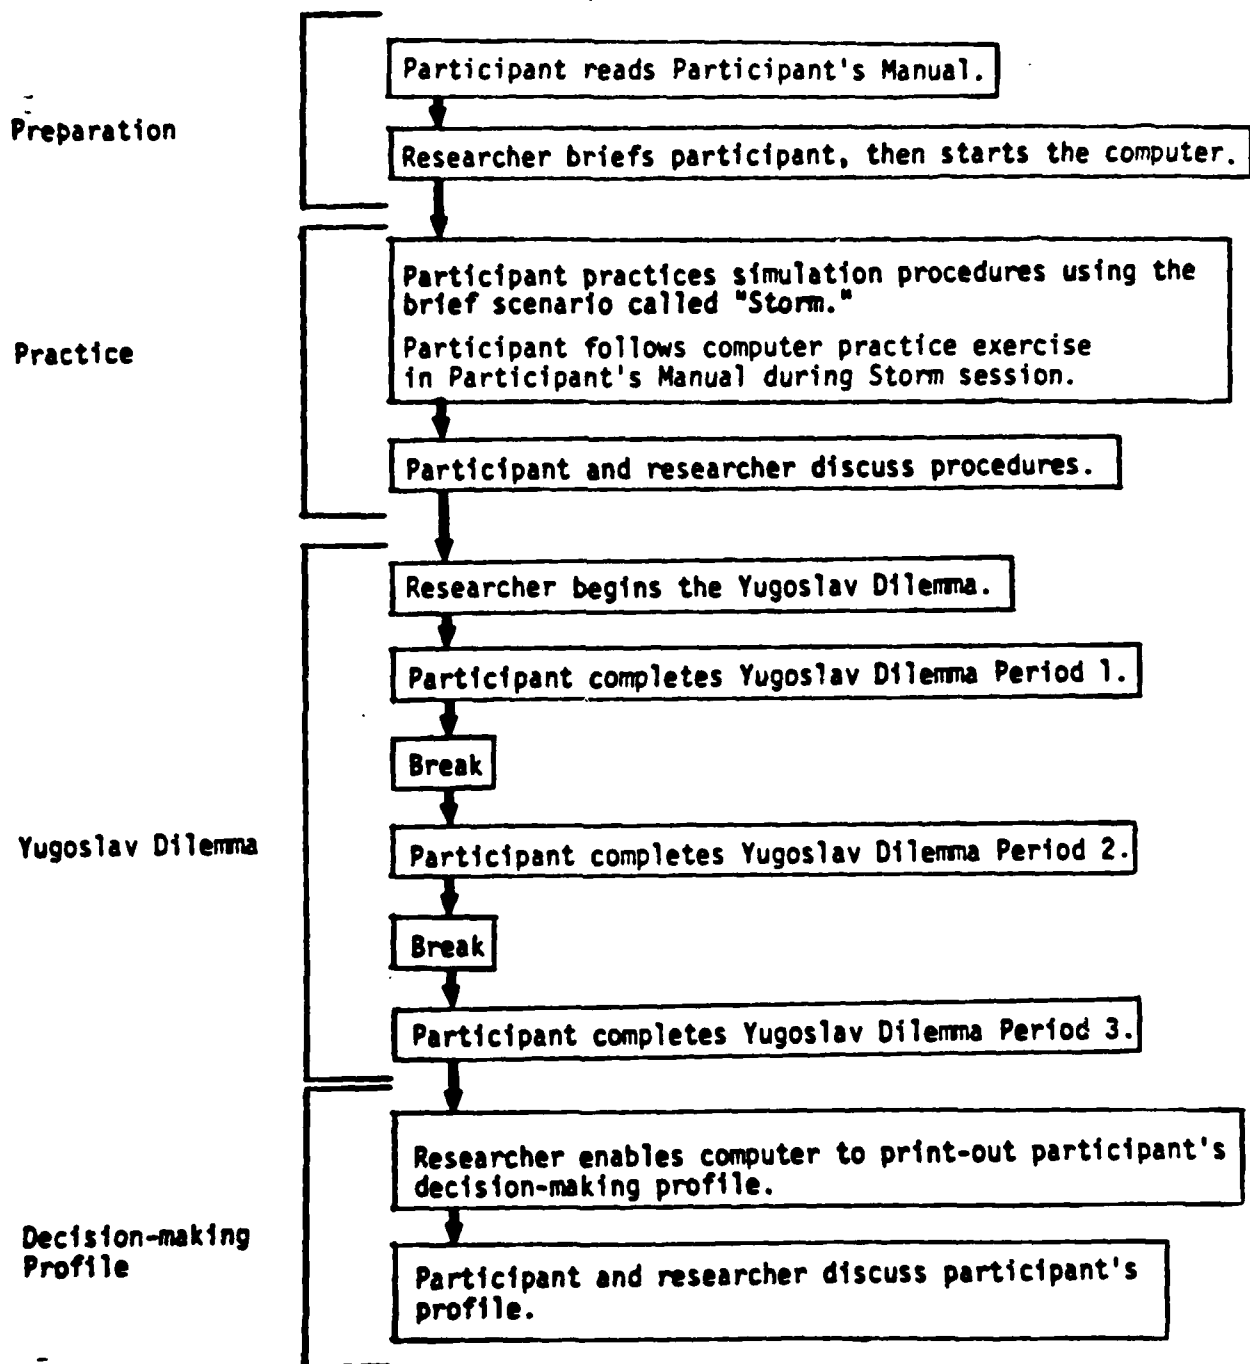 Preparation
Participant reads Participant's Manual.
Researcher briefs participant, then starts the computer.
Practice
Participant practices simulation procedures using the
brief scenario called "Storm."
Participant follows computer practice exercise
in Participant's Manual during Storm session.
Participant and researcher discuss procedures.
Yugoslav Dilemma
Researcher begins the Yugoslav Dilemma.
Participant completes Yugoslav Dilemma Period 1.
Break
Participant completes Yugoslav Dilemma Period 2.
Break
Participant completes Yugoslav Dilemma Period 3.
Decision-making
Profile
Researcher enables computer to print-out participant's
decision-making profile.
Participant and researcher discuss participant's
profile.